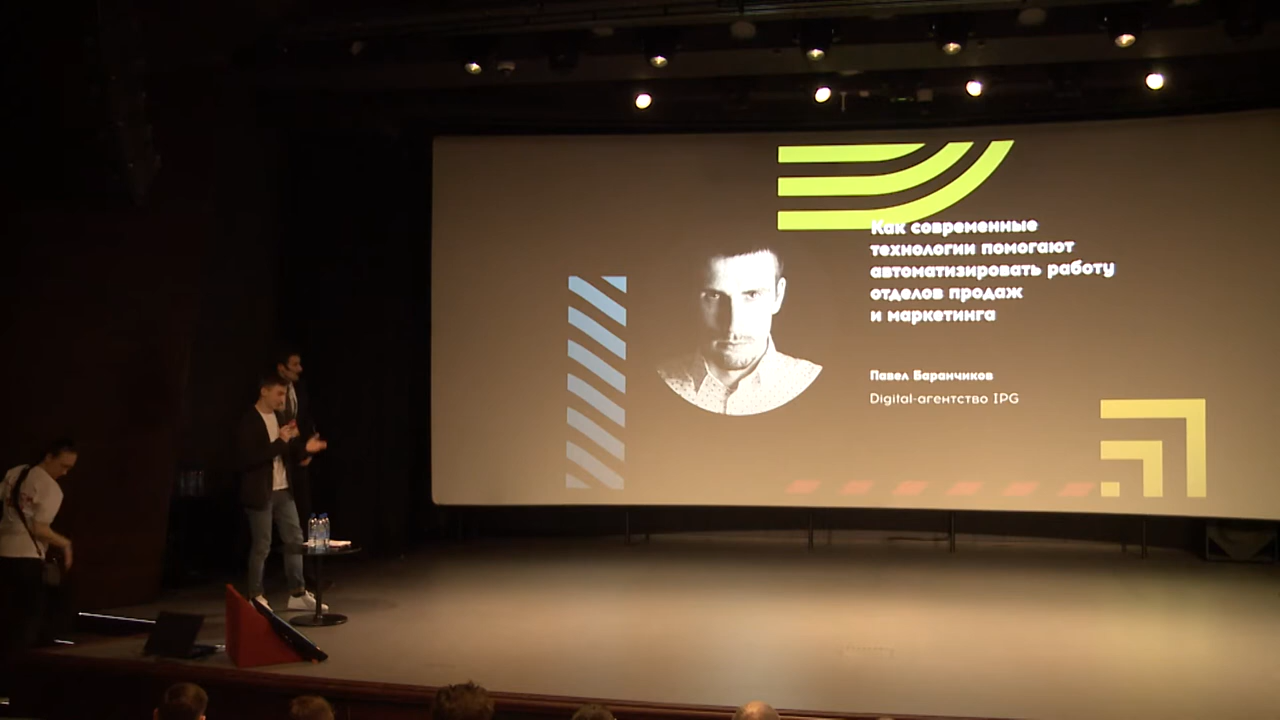 Как современные
технологии помогают
автоматизировать работу
отделов продаж
и маркетинга
Павел Баранчиков
Digital-агентство IPG